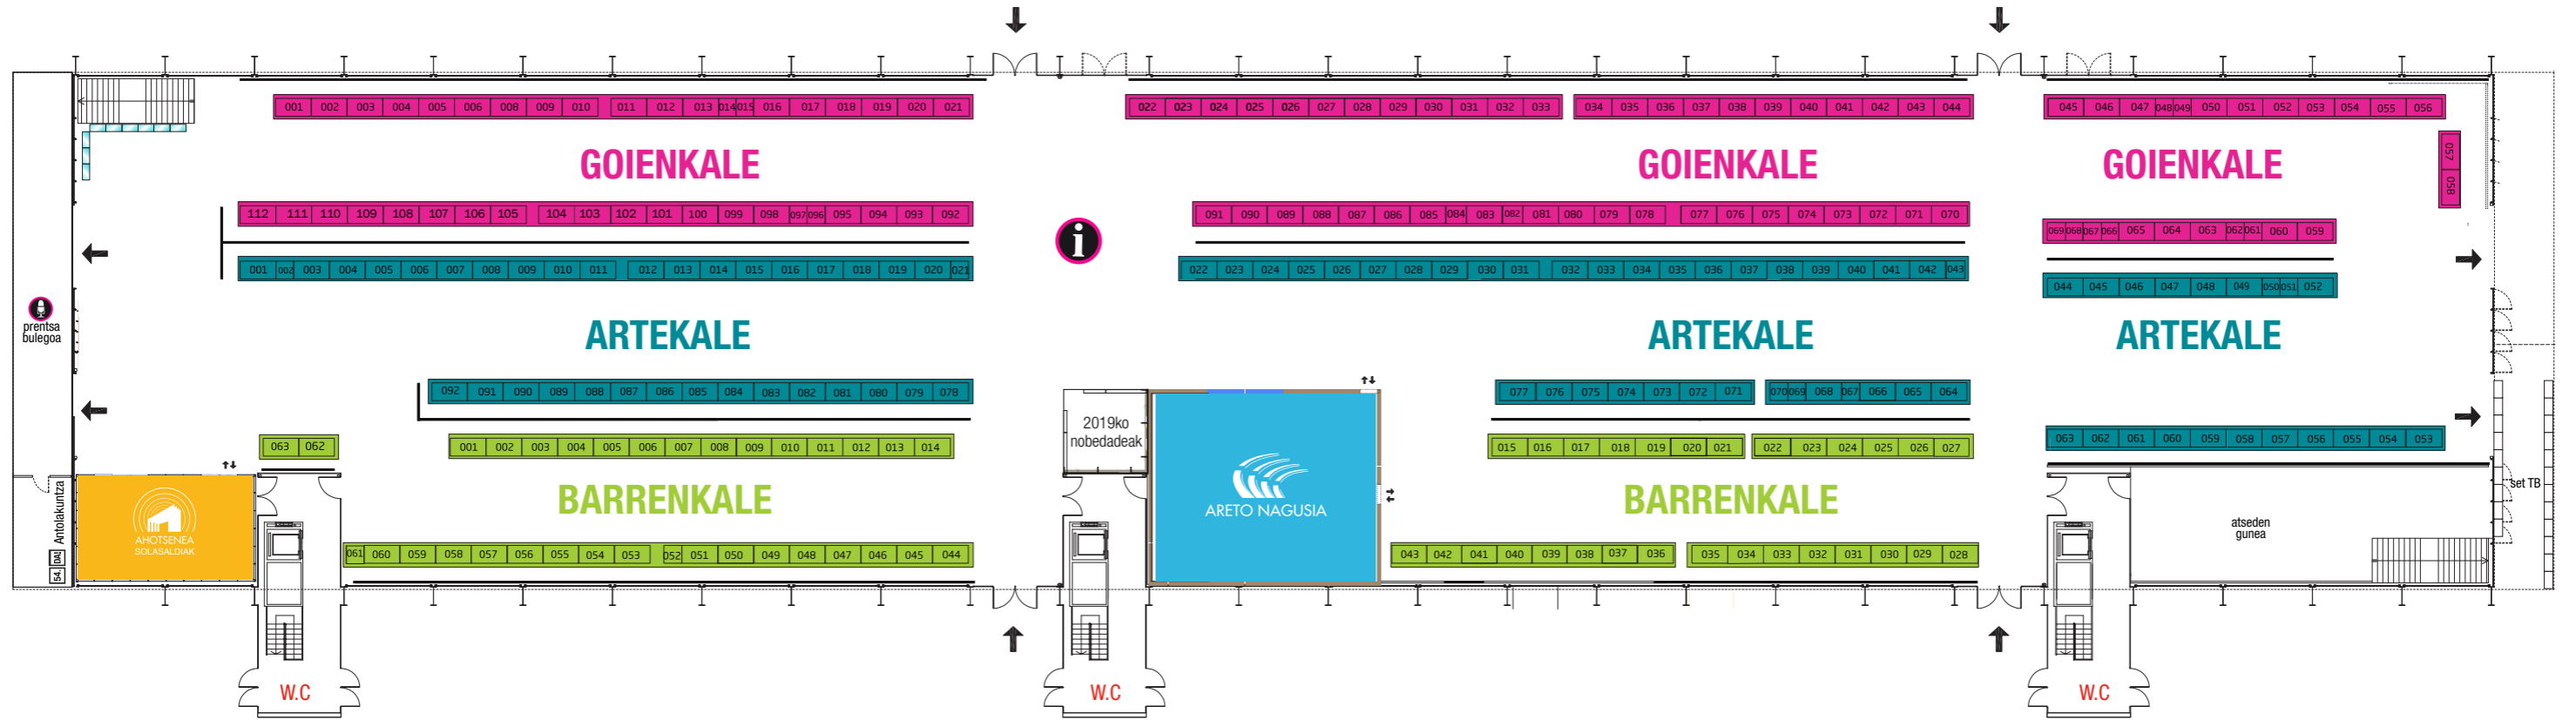 001 002 003 004 005 006 008 009 010 011 012 013 014 015 016 017 018 019 020 021
022 023 024 025 026 027 028 029 030 031 032 033
034 035 036 037 038 039 040 041 042 043 044
045 046 047 048 049 050 051 052 053 054 055 056
057
058
GOIENKALE
GOIENKALE
GOIENKALE
112 111 110 109 108 107 106 105 104 103 102 101 100 099 098 097 096 095 094 093 092
091 090 089 088 087 086 085 084 083 082 081 080 079 078 077 076 075 074 073 072 071 070
069 068 067 066 065 064 063 062 061 060 059
i
001 002 003 004 005 006 007 008 009 010 011 012 013 014 015 016 017 018 019 020 021
022 023 024 025 026 027 028 029 030 031 032 033 034 035 036 037 038 039 040 041 042 043
044 045 046 047 048 049 050 051 052
prentsa
bulegoa
ARTEKALE
ARTEKALE
ARTEKALE
092 091 090 089 088 087 086 085 084 083 082 081 080 079 078
077 076 075 074 073 072 071
070 069 068 067 066 065 064
2019ko
nobedadeak
063 062 061 060 059 058 057 056 055 054 053
063 062
001 002 003 004 005 006 007 008 009 010 011 012 013 014
015 016 017 018 019 020 021
022 023 024 025 026 027
set TB
BARRENKALE
BARRENKALE
ARETO NAGUSIA
Antolakuntza
54. DA!
AHOTSENEA
SOLASALDIAK
atseden
gunea
061 060 059 058 057 056 055 054 053 052 051 050 049 048 047 046 045 044
043 042 041 040 039 038 037 036
035 034 033 032 031 030 029 028
W.C
W.C
W.C